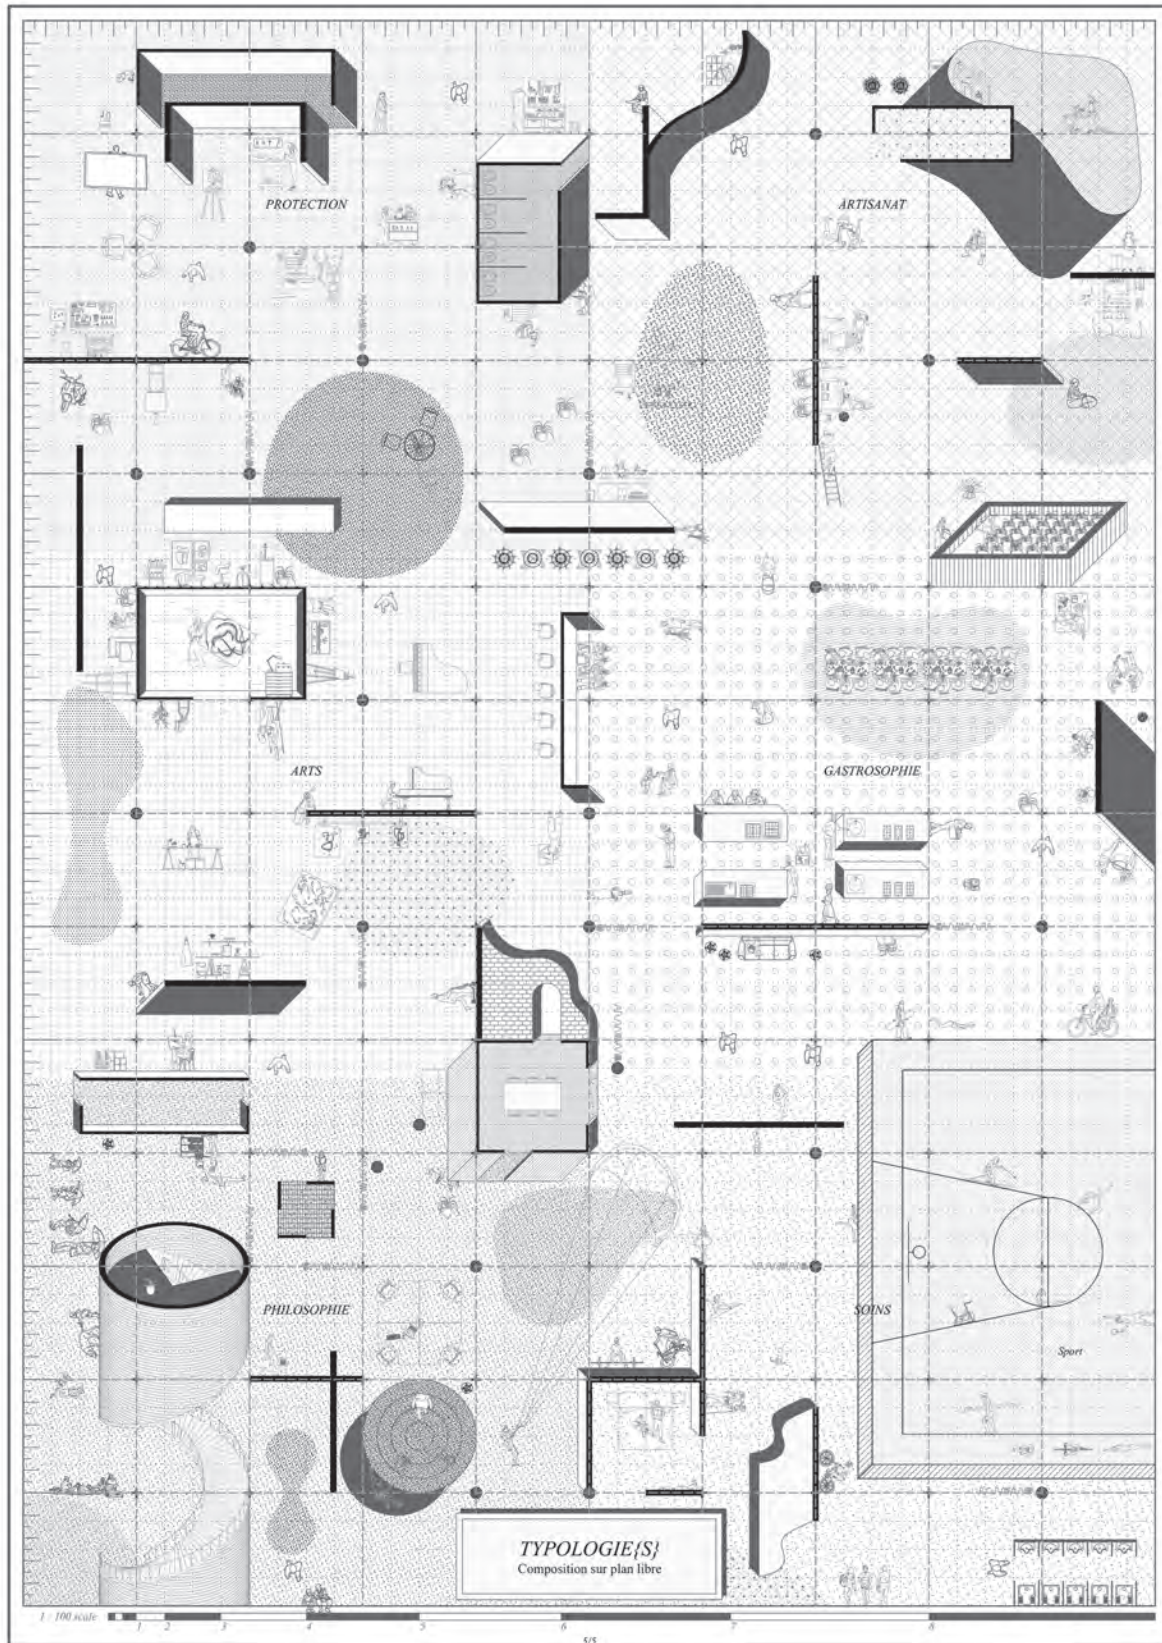 PROTECTION
ARTISANAT
ARTS
GASTROSOPHIE
PHILOSOPHIE
SOINS
Sport
TYPOLOGIE{S}
Composition sur plan libre
1 / 100 scale
1 2 3 4 5 6 7 8
5/5